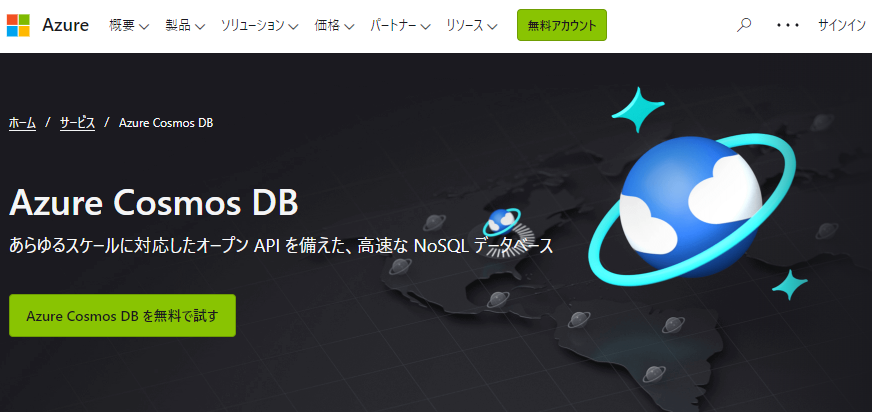 Azure 概要 製品 ソリューション 価格 パートナー リソース 無料アカウント サインイン
ホーム / サービス / Azure Cosmos DB
Azure Cosmos DB
あらゆるスケールに対応したオープン API を備えた、高速な NoSQL データベース
Azure Cosmos DB を無料で試す